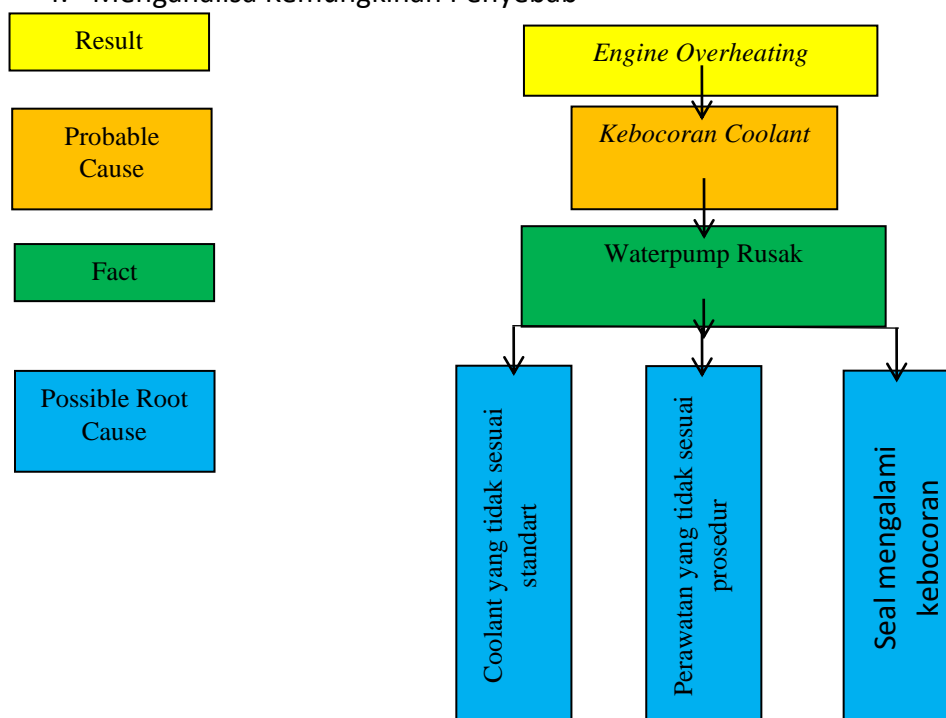 Menganalisa Kemungkinan Penyebab
Result
Engine Overheating
Probable
Cause
Kebocoran Coolant
Fact
Waterpump Rusak
Possible Root
Cause
Coolant yang tidak sesuai
standart
Perawatan yang tidak sesuai
prosedur
Seal mengalami
kebocoran